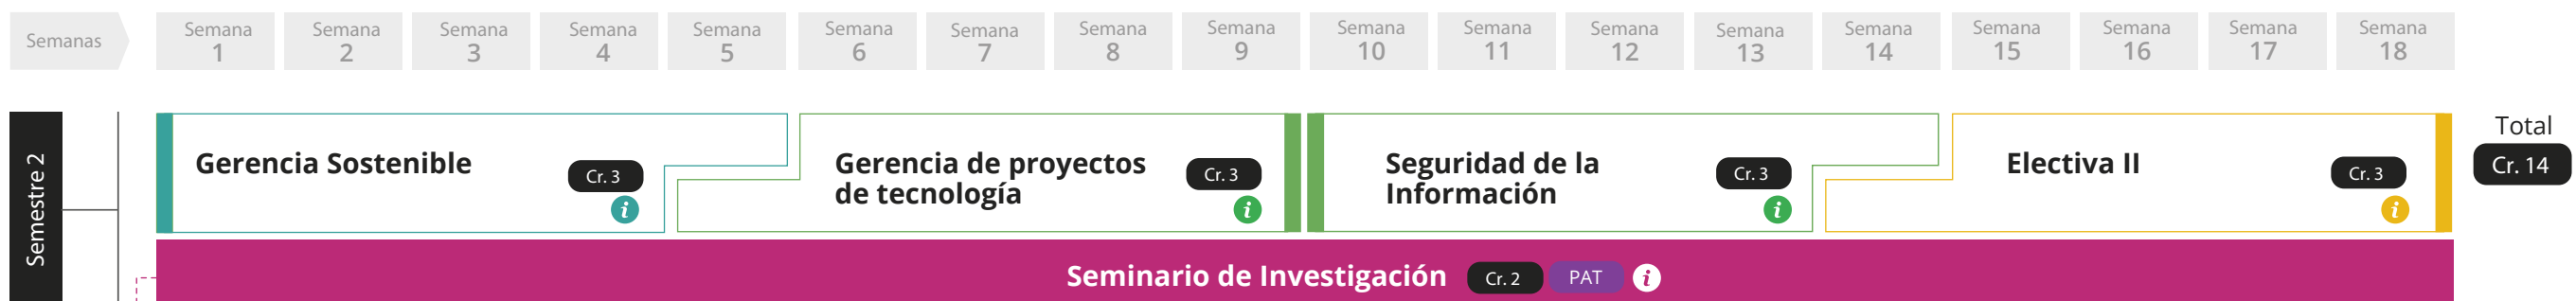 Semanas
Semana 1
Semana 2
Semana 3
Semana 4
Semana 5
Semana 6
Semana 7
Semana 8
Semana 9
Semana 10
Semana 11
Semana 12
Semana 13
Semana 14
Semana 15
Semana 16
Semana 17
Semana 18
Semestre 2
Gerencia Sostenible
Cr. 3
i
Gerencia de proyectos
de tecnología
Cr. 3
i
Seguridad de la
Información
Cr. 3
i
Electiva II
Cr. 3
i
Total
Cr. 14
Seminario de Investigación Cr. 2 PAT i